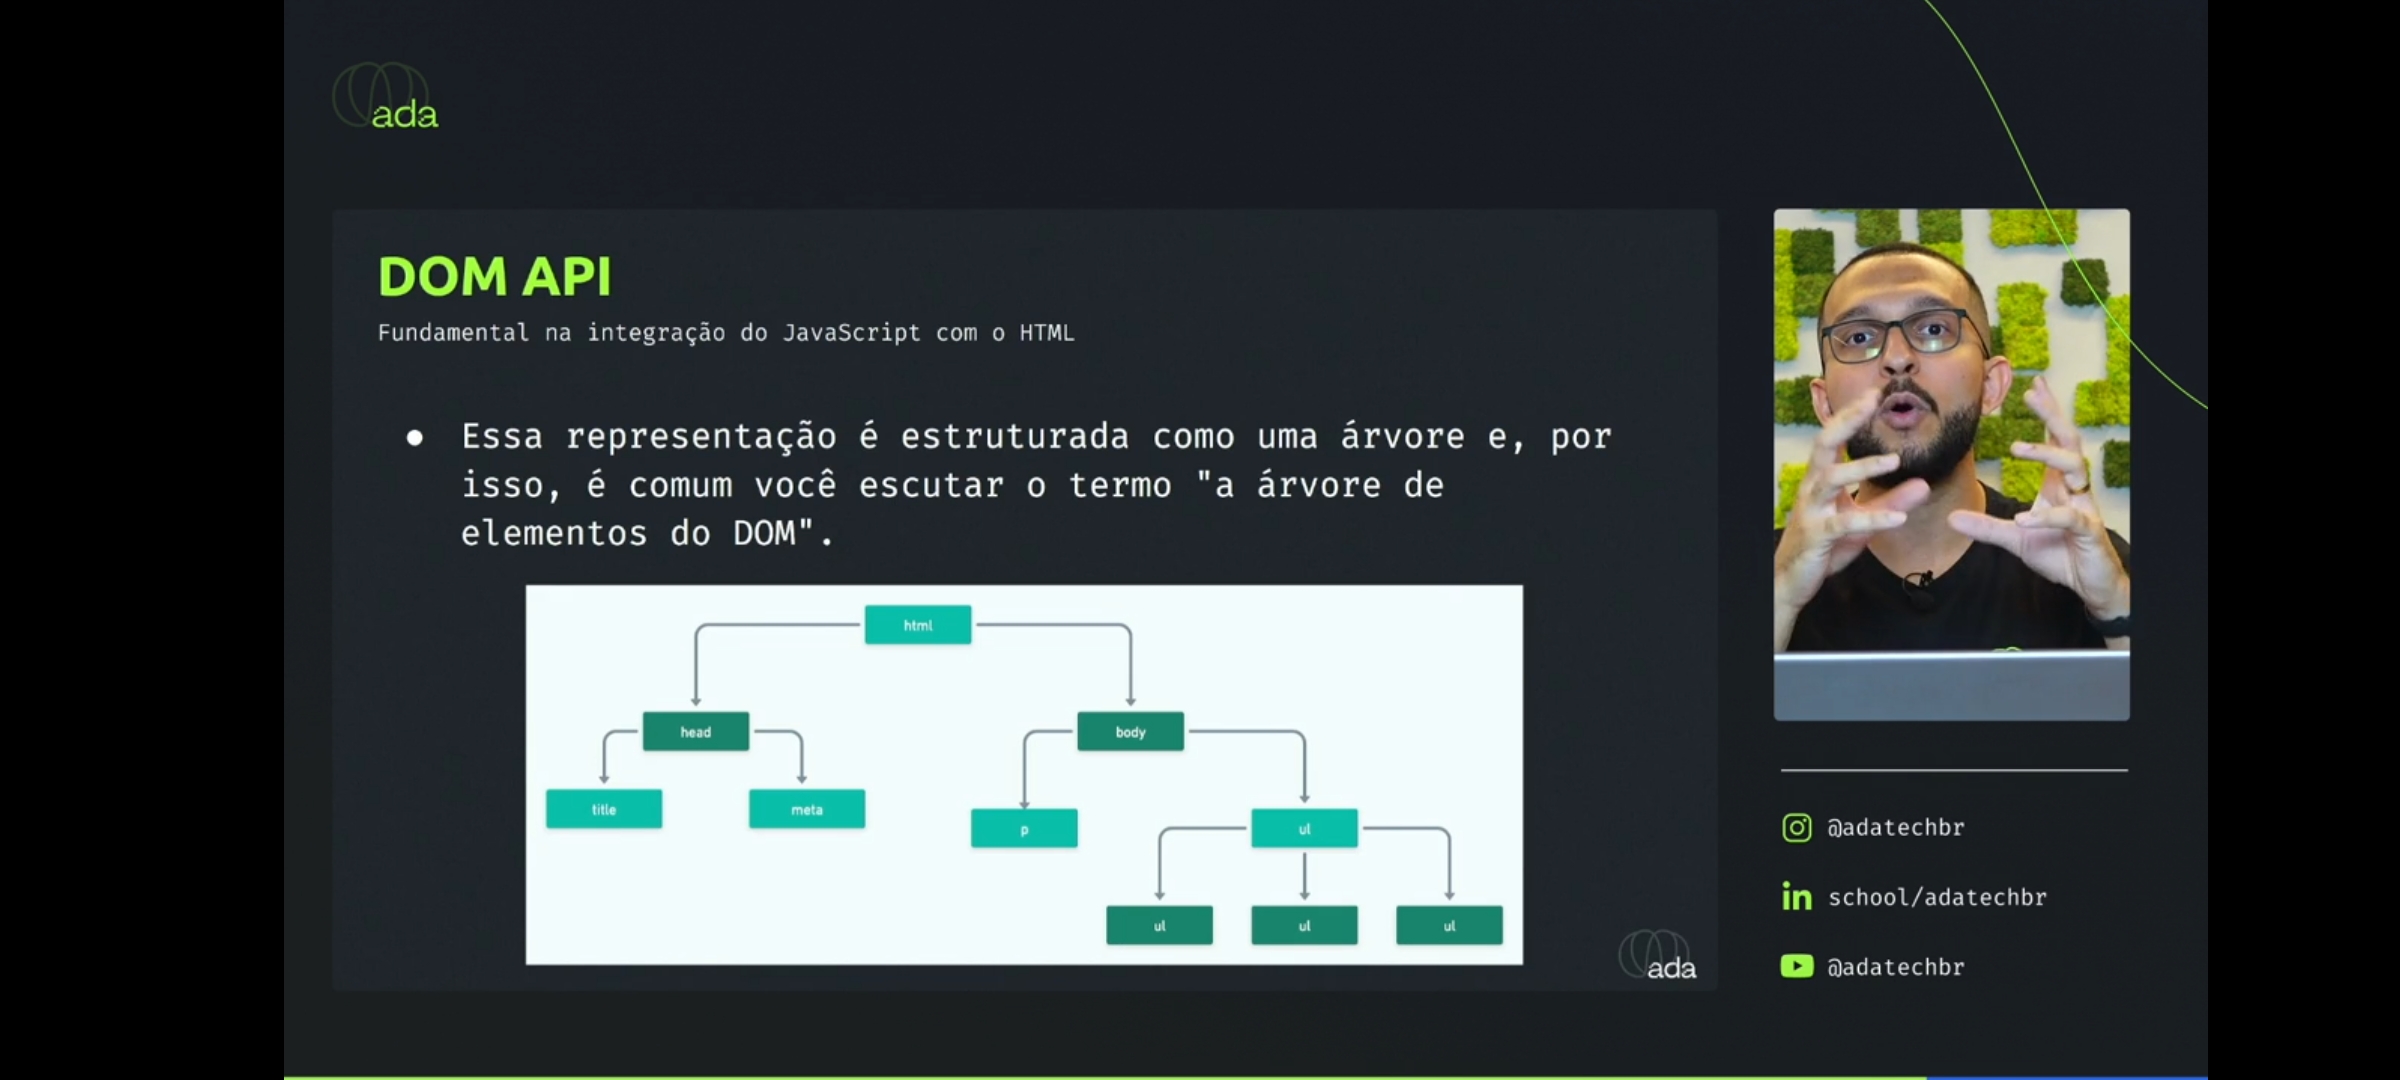 ada
DOM API
Fundamental na integração do JavaScript com o HTML
● Essa representação é estruturada como uma árvore e, por
isso, é comum você escutar o termo "a árvore de
elementos do DOM".
html
head
body
title
meta
p
ul
ul
ul
ul
ada
@adatechbr
in school/adatechbr
@adatechbr